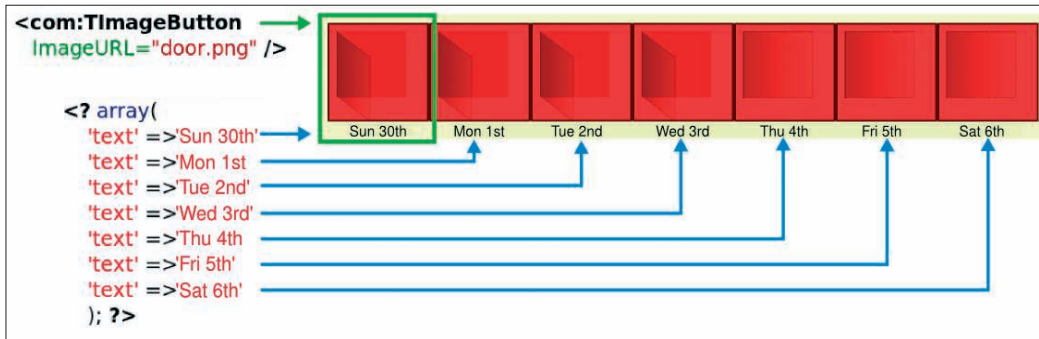 <com:TImageButton
ImageURL="door.png" />
<? array(
'text' =>'Sun 30th'
'text' =>'Mon 1st
'text' =>'Tue 2nd'
'text' =>'Wed 3rd'
'text' =>'Thu 4th
'text' =>'Fri 5th'
'text' =>'Sat 6th'
); ?>
Sun 30th Mon 1st Tue 2nd Wed 3rd Thu 4th Fri 5th Sat 6th